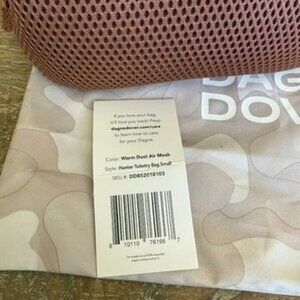 DAGNE
DOV
If you love your bag,
it'll love you back! Peep
dagnedover.com/care
to learn how to care
for your Dagne.
Color: Warm Dust Air Mesh
Style: Hunter Toiletry Bag Small
SKU #: DD852018103
8 10110 76166 7